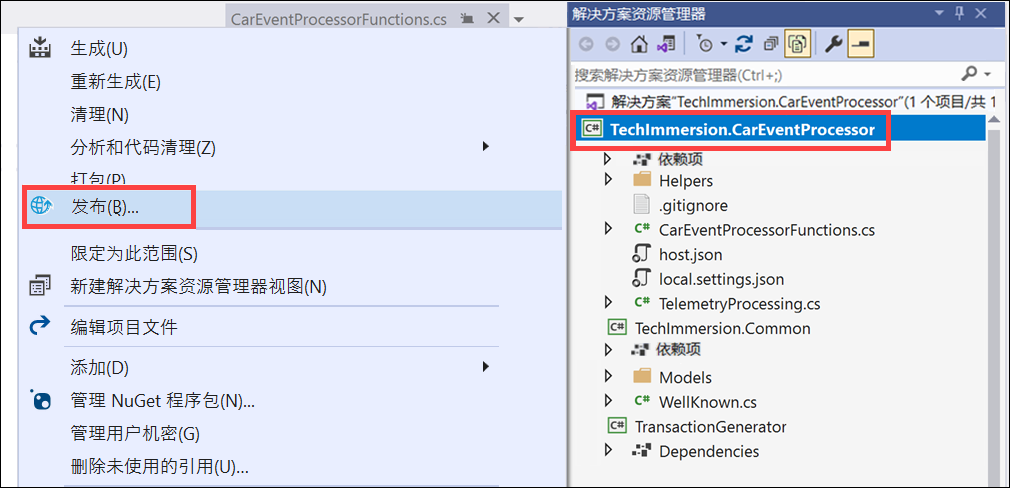 CarEventProcessorFunctions.cs
生成(U)
重新生成(E)
清理(N)
分析和代码清理(Z)
打包(P)
发布(B)...
限定为此范围(S)
新建解决方案资源管理器视图(N)
编辑项目文件
添加(D)
管理 NuGet 程序包(N)...
管理用户机密(G)
删除未使用的引用(U)...
解决方案资源管理器
搜索解决方案资源管理器(Ctrl+;)
解决方案"TechImmersion.CarEventProcessor"(1 个项目/共 1
C# TechImmersion.CarEventProcessor
依赖项
Helpers
.gitignore
C# CarEventProcessorFunctions.cs
host.json
local.settings.json
C# TelemetryProcessing.cs
C# TechImmersion.Common
依赖项
Models
C# WellKnown.cs
C# TransactionGenerator
Dependencies